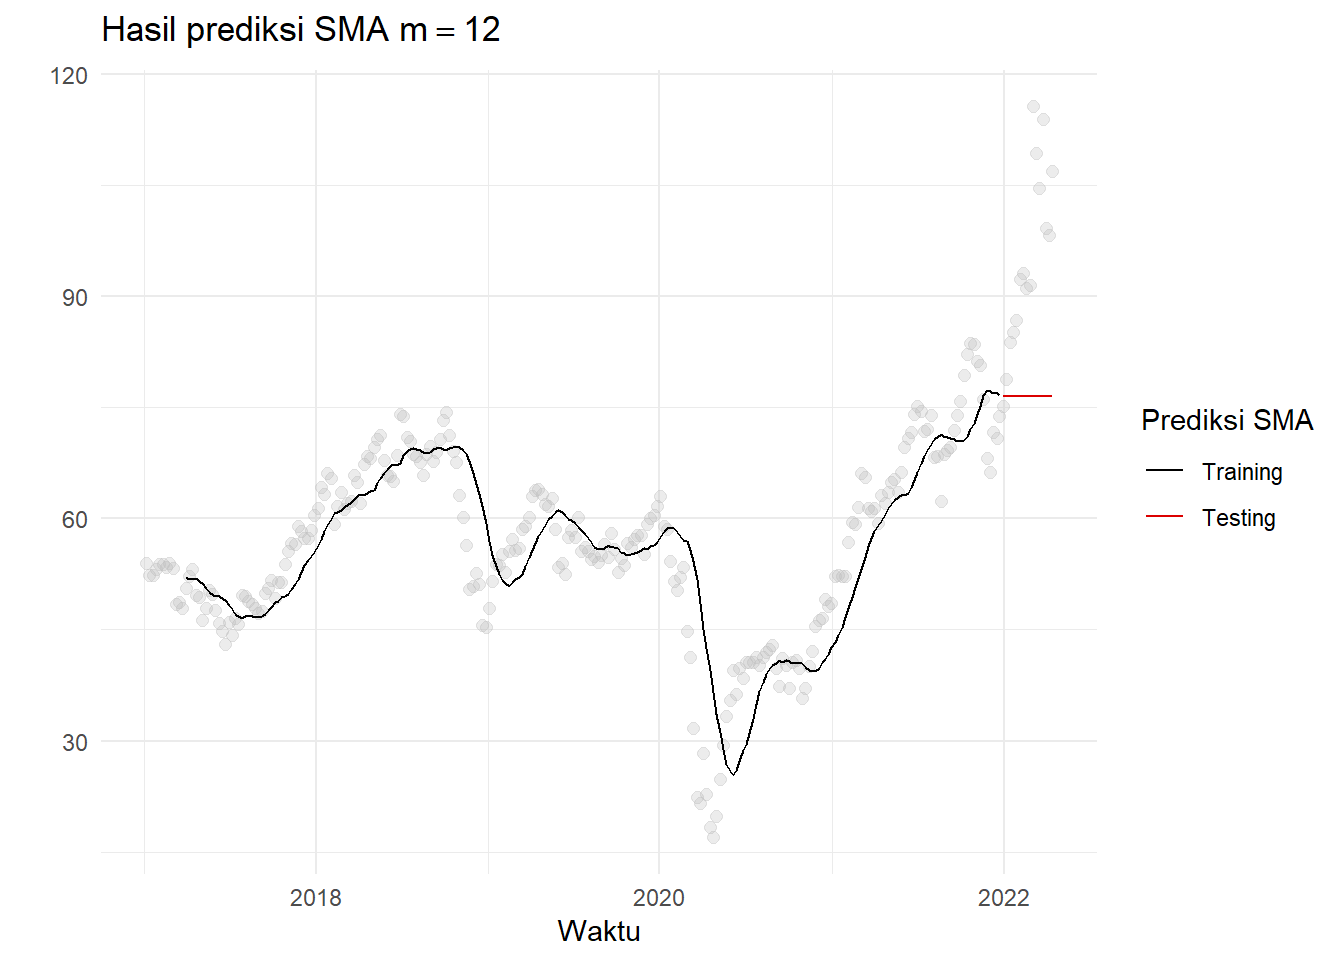 Hasil prediksi SMA m = 12
120
90
60
30
2018
2020
2022
Waktu
Prediksi SMA
Training
Testing